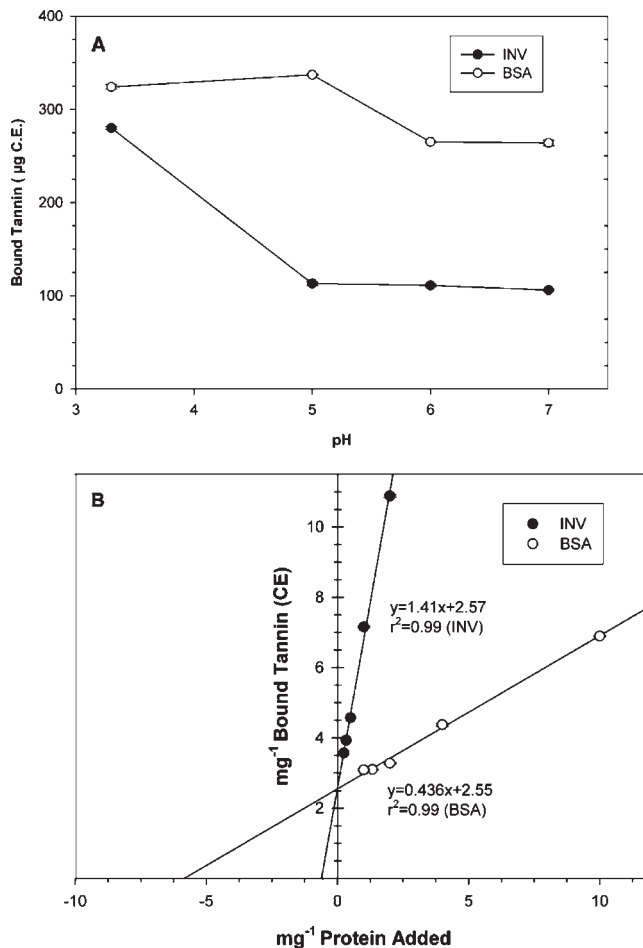 400
300
200
100
0
Bound Tannin ( µg C.E.)
A
INV
BSA
3
4
5
6
7
pH
B
INV
BSA
10
8
6
4
2
mg⁻¹ Bound Tannin (CE)
y=1.41x+2.57
r²=0.99 (INV)
y=0.436x+2.55
r²=0.99 (BSA)
-10
-5
0
5
10
mg⁻¹ Protein Added